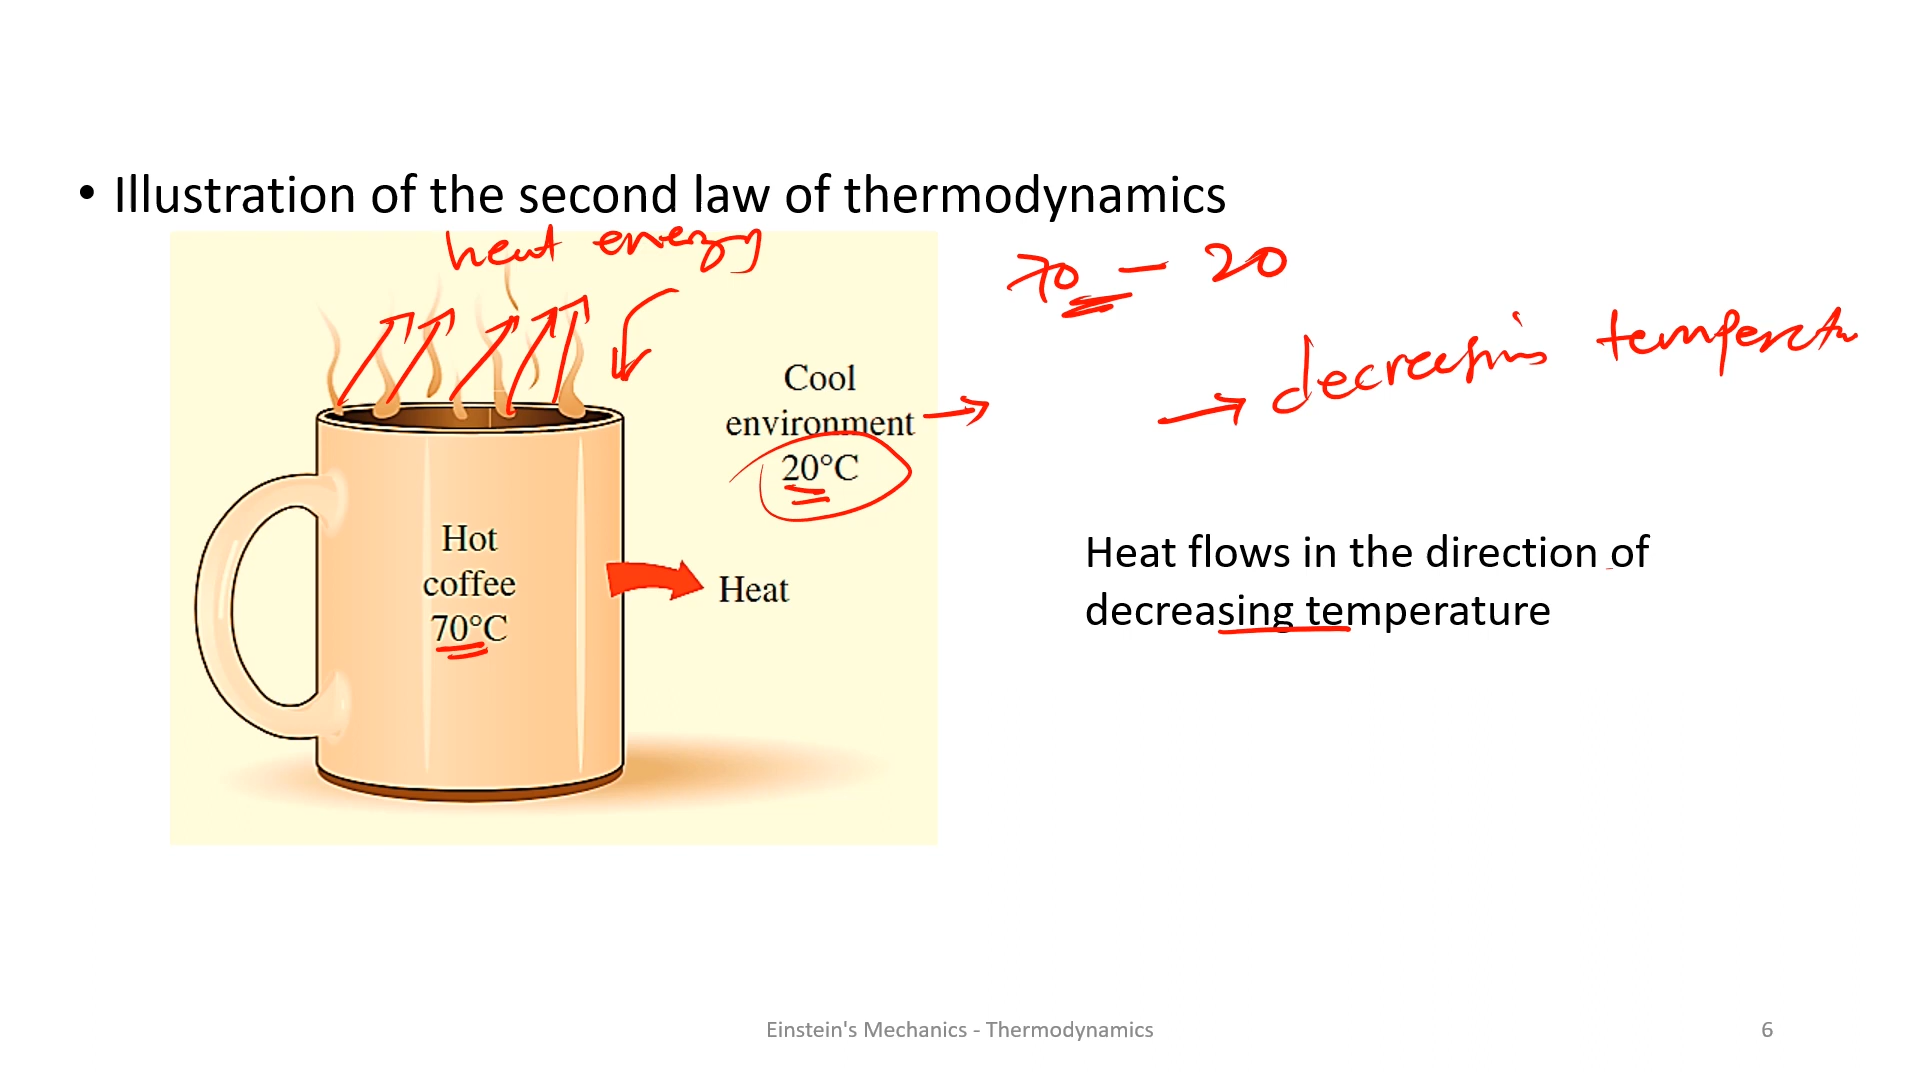 • Illustration of the second law of thermodynamics
heat energy
70 - 20
→ decreasing temperatu
Cool
environment →
20°C
Hot
coffee
70°C
Heat
Heat flows in the direction of
decreasing temperature
Einstein's Mechanics - Thermodynamics
6